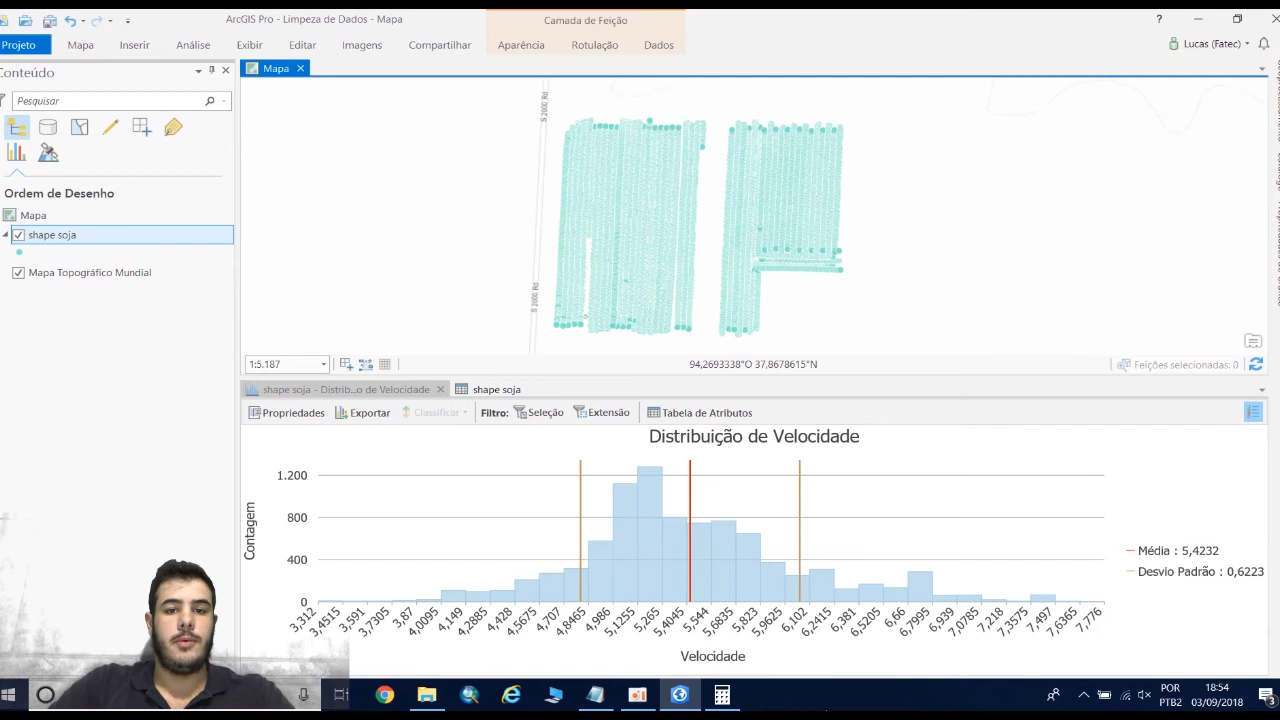 ArcGIS Pro - Limpeza de Dados - Mapa
Camada de Feição
?
Projeto
Mapa
Inserir
Análise
Exibir
Editar
Imagens
Compartilhar
Aparência
Rotulação
Dados
Lucas (Fatec)
Conteúdo
Mapa
Pesquisar
Ordem de Desenho
Mapa
shape soja
Mapa Topográfico Mundial
S 2000 Rd
S 2000 Rd
1:5.187
94,2693338°O 37,8678615°N
Feições selecionadas: 0
shape soja - Distrib...o de Velocidade
shape soja
Propriedades
Exportar
Classificar
Filtro:
Seleção
Extensão
Tabela de Atributos
Distribuição de Velocidade
Contagem
1.200
800
400
0
3,312
3,4515
3,591
3,7305
3,87
4,0095
4,149
4,2885
4,428
4,5675
4,707
4,8465
4,986
5,1255
5,265
5,4045
5,544
5,6835
5,823
5,9625
6,102
6,2415
6,381
6,5205
6,66
6,7995
6,939
7,0785
7,218
7,3575
7,497
7,6365
7,776
Velocidade
Média : 5,4232
Desvio Padrão : 0,6223
POR
PTB2
18:54
03/09/2018
3